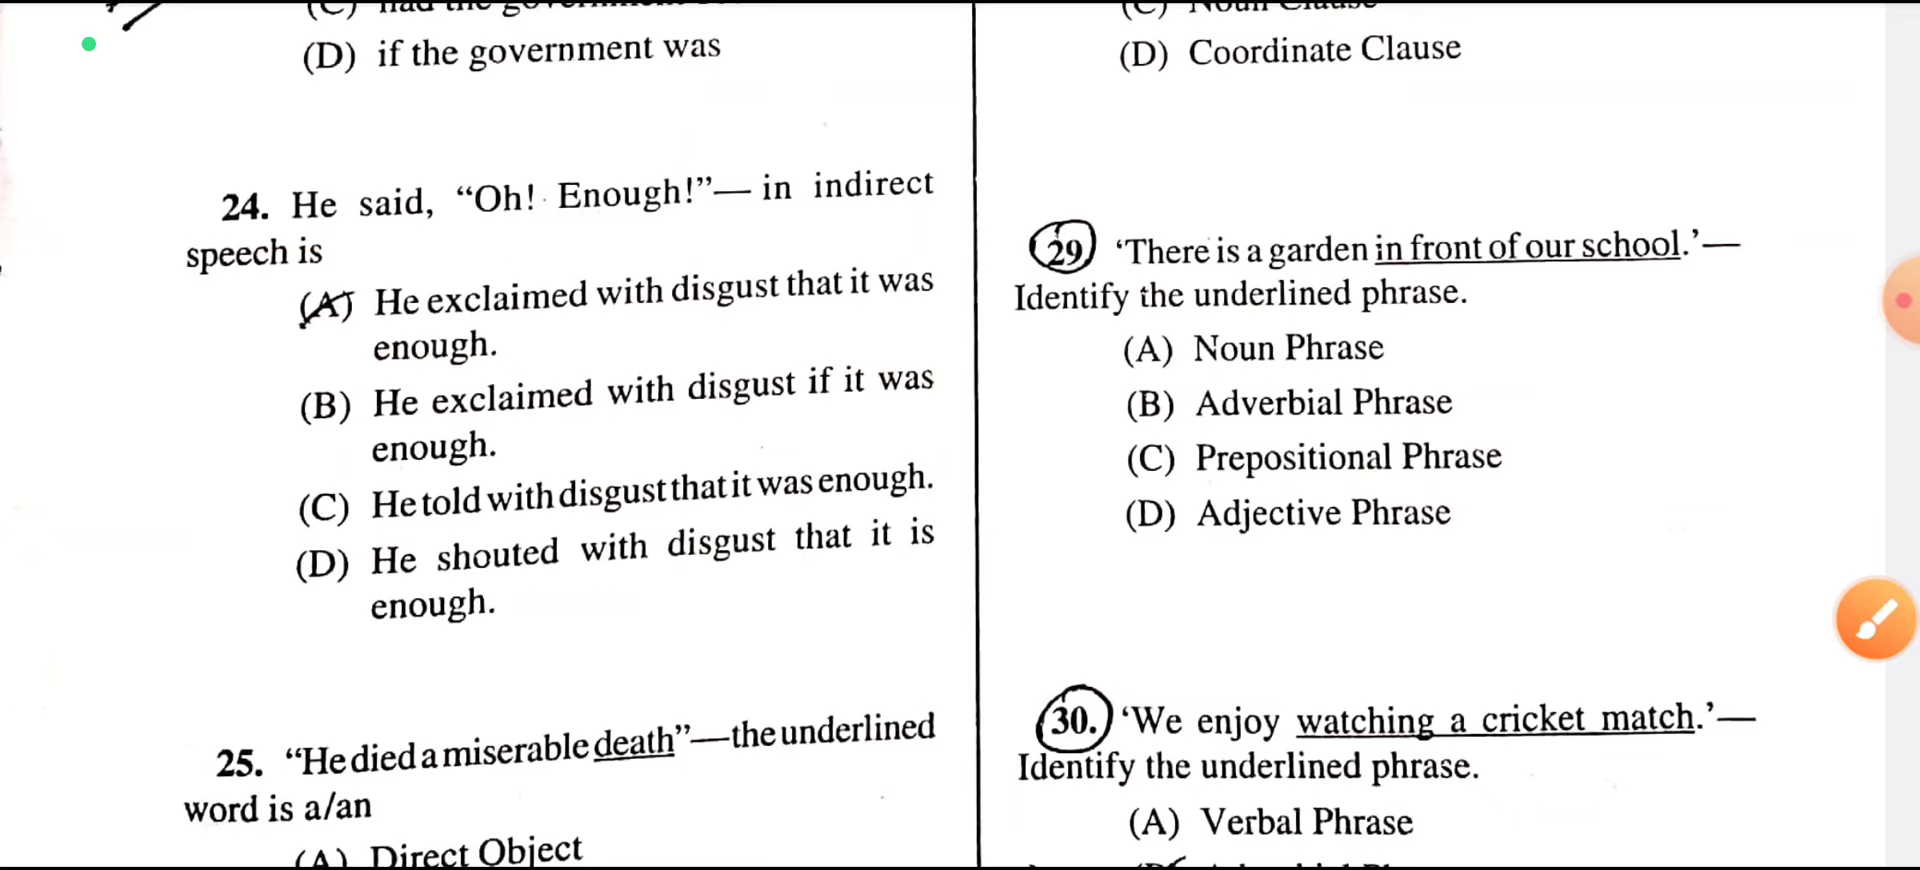 (D) if the government was
24. He said, “Oh! Enough!”— in indirect
speech is
(A) He exclaimed with disgust that it was
enough.
(B) He exclaimed with disgust if it was
enough.
(C) He told with disgust that it was enough.
(D) He shouted with disgust that it is
enough.
25. “He died a miserable death”—the underlined
word is a/an
(A) Direct Object
(D) Coordinate Clause
29 ‘There is a garden in front of our school.’—
Identify the underlined phrase.
(A) Noun Phrase
(B) Adverbial Phrase
(C) Prepositional Phrase
(D) Adjective Phrase
30. ‘We enjoy watching a cricket match.’—
Identify the underlined phrase.
(A) Verbal Phrase